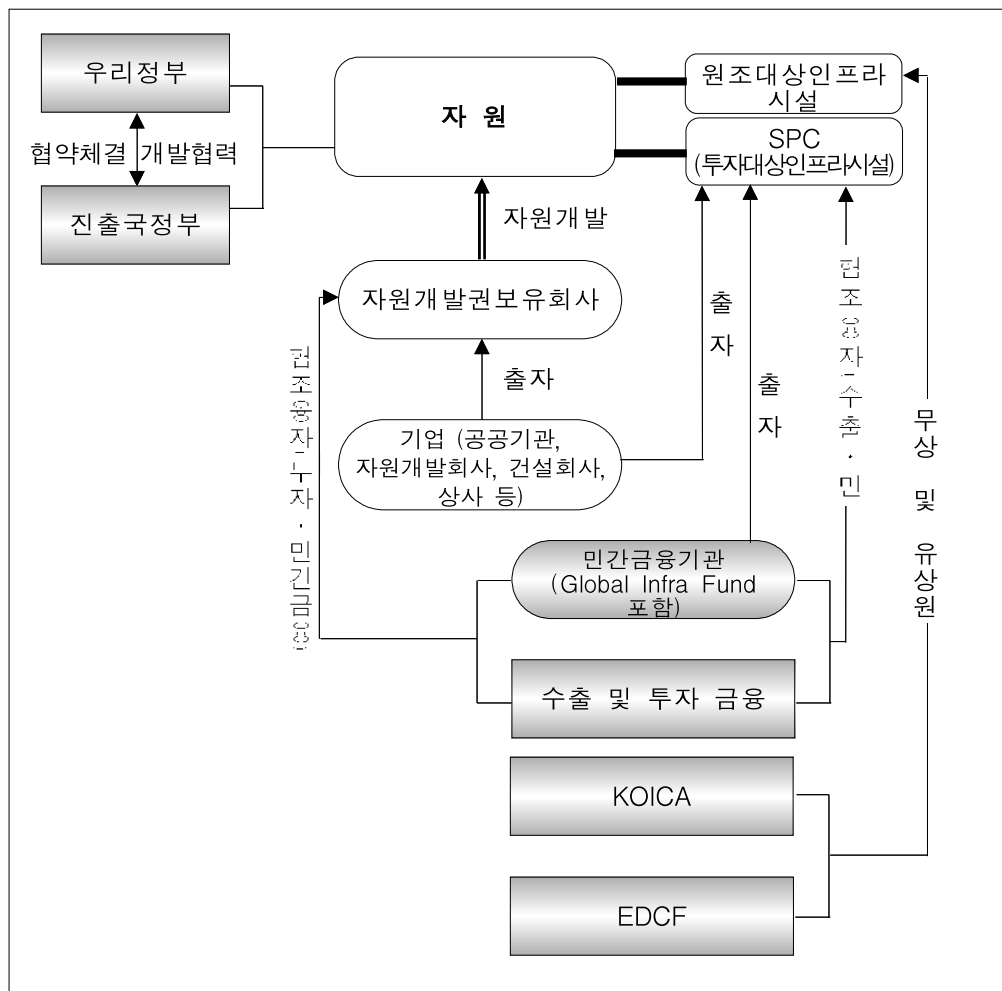 우리정부
협약체결 개발협력
진출국정부
자 원
원조대상인프라
시설
SPC
(투자대상인프라시설)
자원개발
자원개발권보유회사
출자
기업 (공공기관,
자원개발회사, 건설회사,
상사 등)
출자
출자
민간금융기관
(Global Infra Fund
포함)
수출 및 투자 금융
KOICA
EDCF
무상 및 유상원